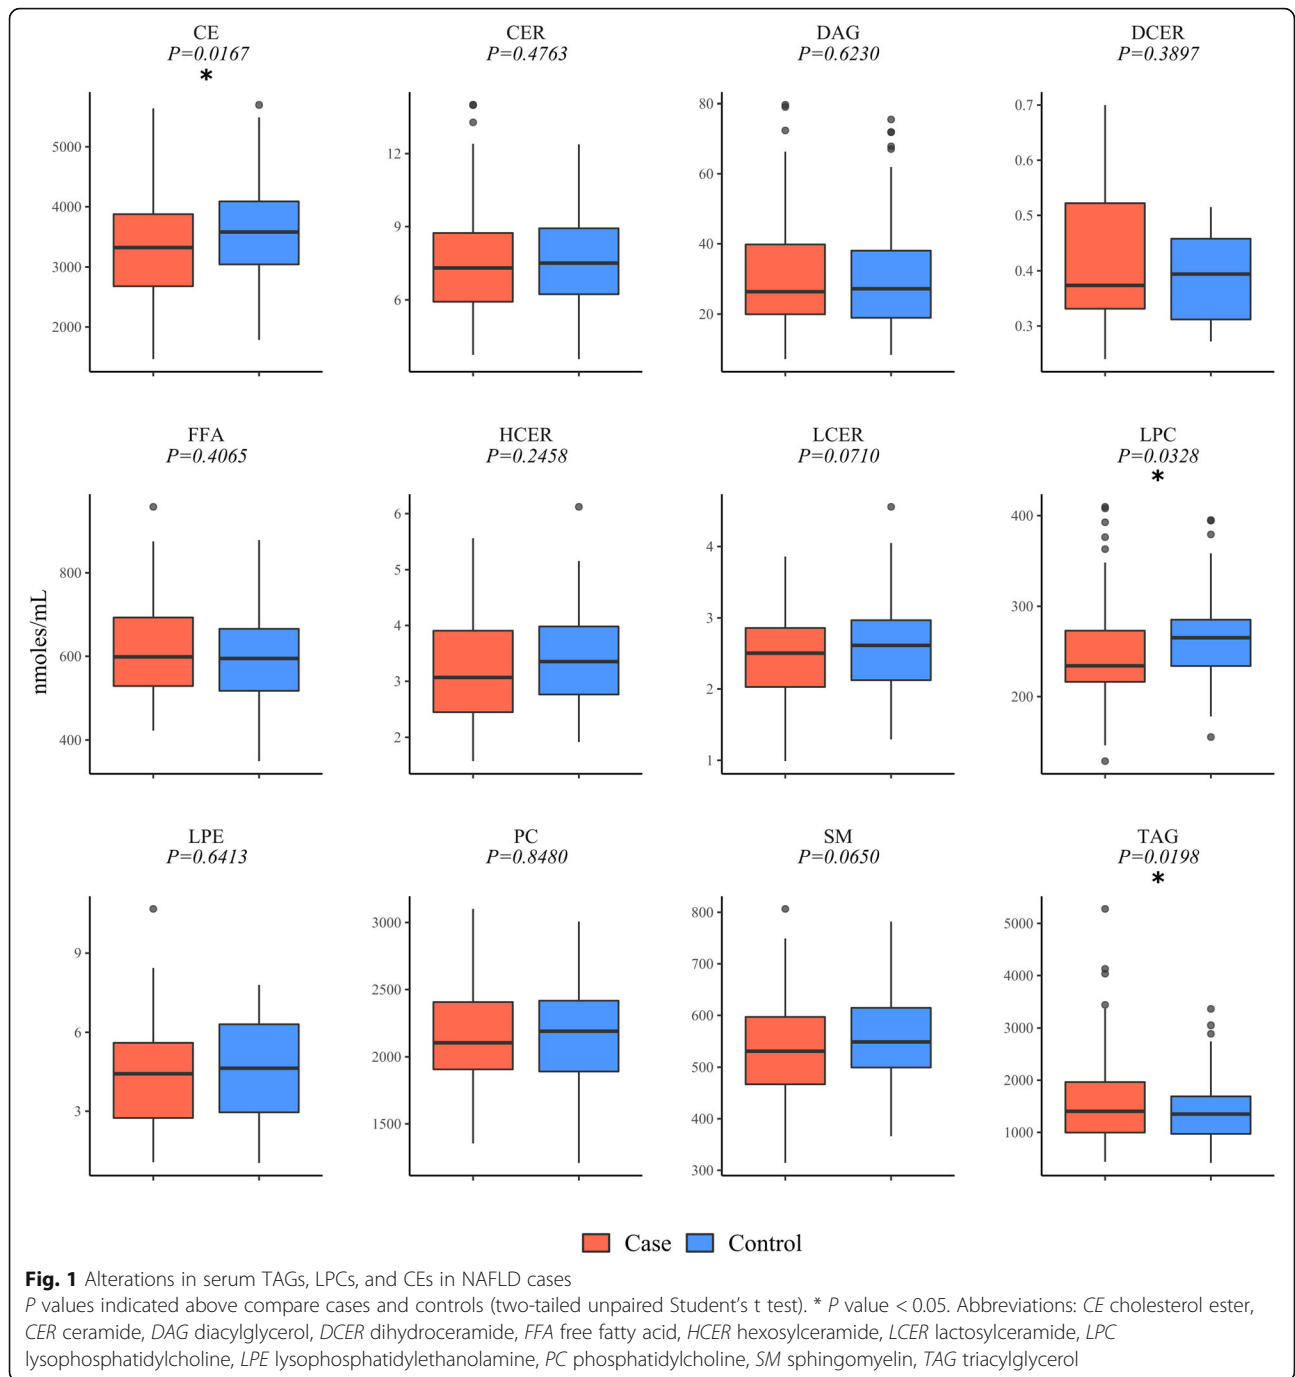 CE
P=0.0167
*
CER
P=0.4763
DAG
P=0.6230
DCER
P=0.3897
5000
4000
3000
2000
12
9
6
80
60
40
20
0.7
0.6
0.5
0.4
0.3
FFA
P=0.4065
HCER
P=0.2458
LCER
P=0.0710
LPC
P=0.0328
*
nmoles/mL
800
600
400
6
5
4
3
2
4
3
2
1
400
300
200
LPE
P=0.6413
PC
P=0.8480
SM
P=0.0650
TAG
P=0.0198
*
9
6
3
3000
2500
2000
1500
800
700
600
500
400
300
5000
4000
3000
2000
1000
Case Control
Fig. 1 Alterations in serum TAGs, LPCs, and CEs in NAFLD cases
P values indicated above compare cases and controls (two-tailed unpaired Student's t test). * P value < 0.05. Abbreviations: CE cholesterol ester,
CER ceramide, DAG diacylglycerol, DCER dihydroceramide, FFA free fatty acid, HCER hexosylceramide, LCER lactosylceramide, LPC
lysophosphatidylcholine, LPE lysophosphatidylethanolamine, PC phosphatidylcholine, SM sphingomyelin, TAG triacylglycerol